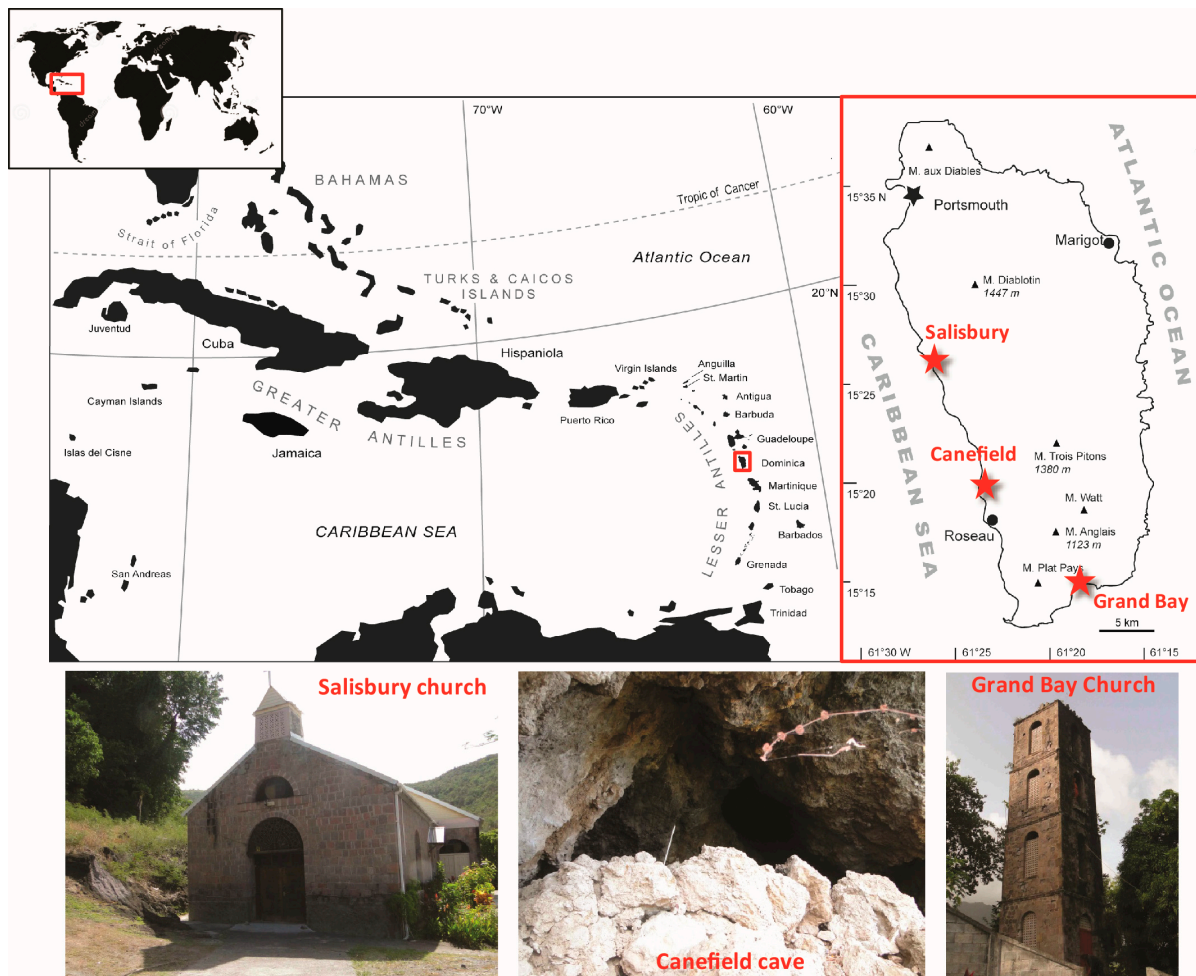 70°W
60°W
BAHAMAS
Tropic of Cancer
Strait of Florida
Atlantic Ocean
TURKS & CAICOS
ISLANDS
20°N
Juventud
Cuba
Hispaniola
Cayman Islands
GREATER
ANTILLES
Jamaica
Islas del Cisne
Puerto Rico
Virgin Islands
Anguilla
St. Martin
Antigua
Barbuda
Guadeloupe
Dominica
Martinique
St. Lucia
Barbados
LESSER ANTILLES
CARIBBEAN SEA
San Andreas
Grenada
Tobago
Trinidad
M. aux Diables
15°35 N
Portsmouth
ATLANTIC OCEAN
Marigot
15°30
M. Diablotin
1447 m
Salisbury
CARIBBEAN SEA
15°25
Canefield
M. Trois Pitons
1380 m
15°20
M. Watt
Roseau
M. Anglais
1123 m
M. Plat Pays
15°15
Grand Bay
5 km
61°30 W
61°25
61°20
61°15
Salisbury church
Canefield cave
Grand Bay Church